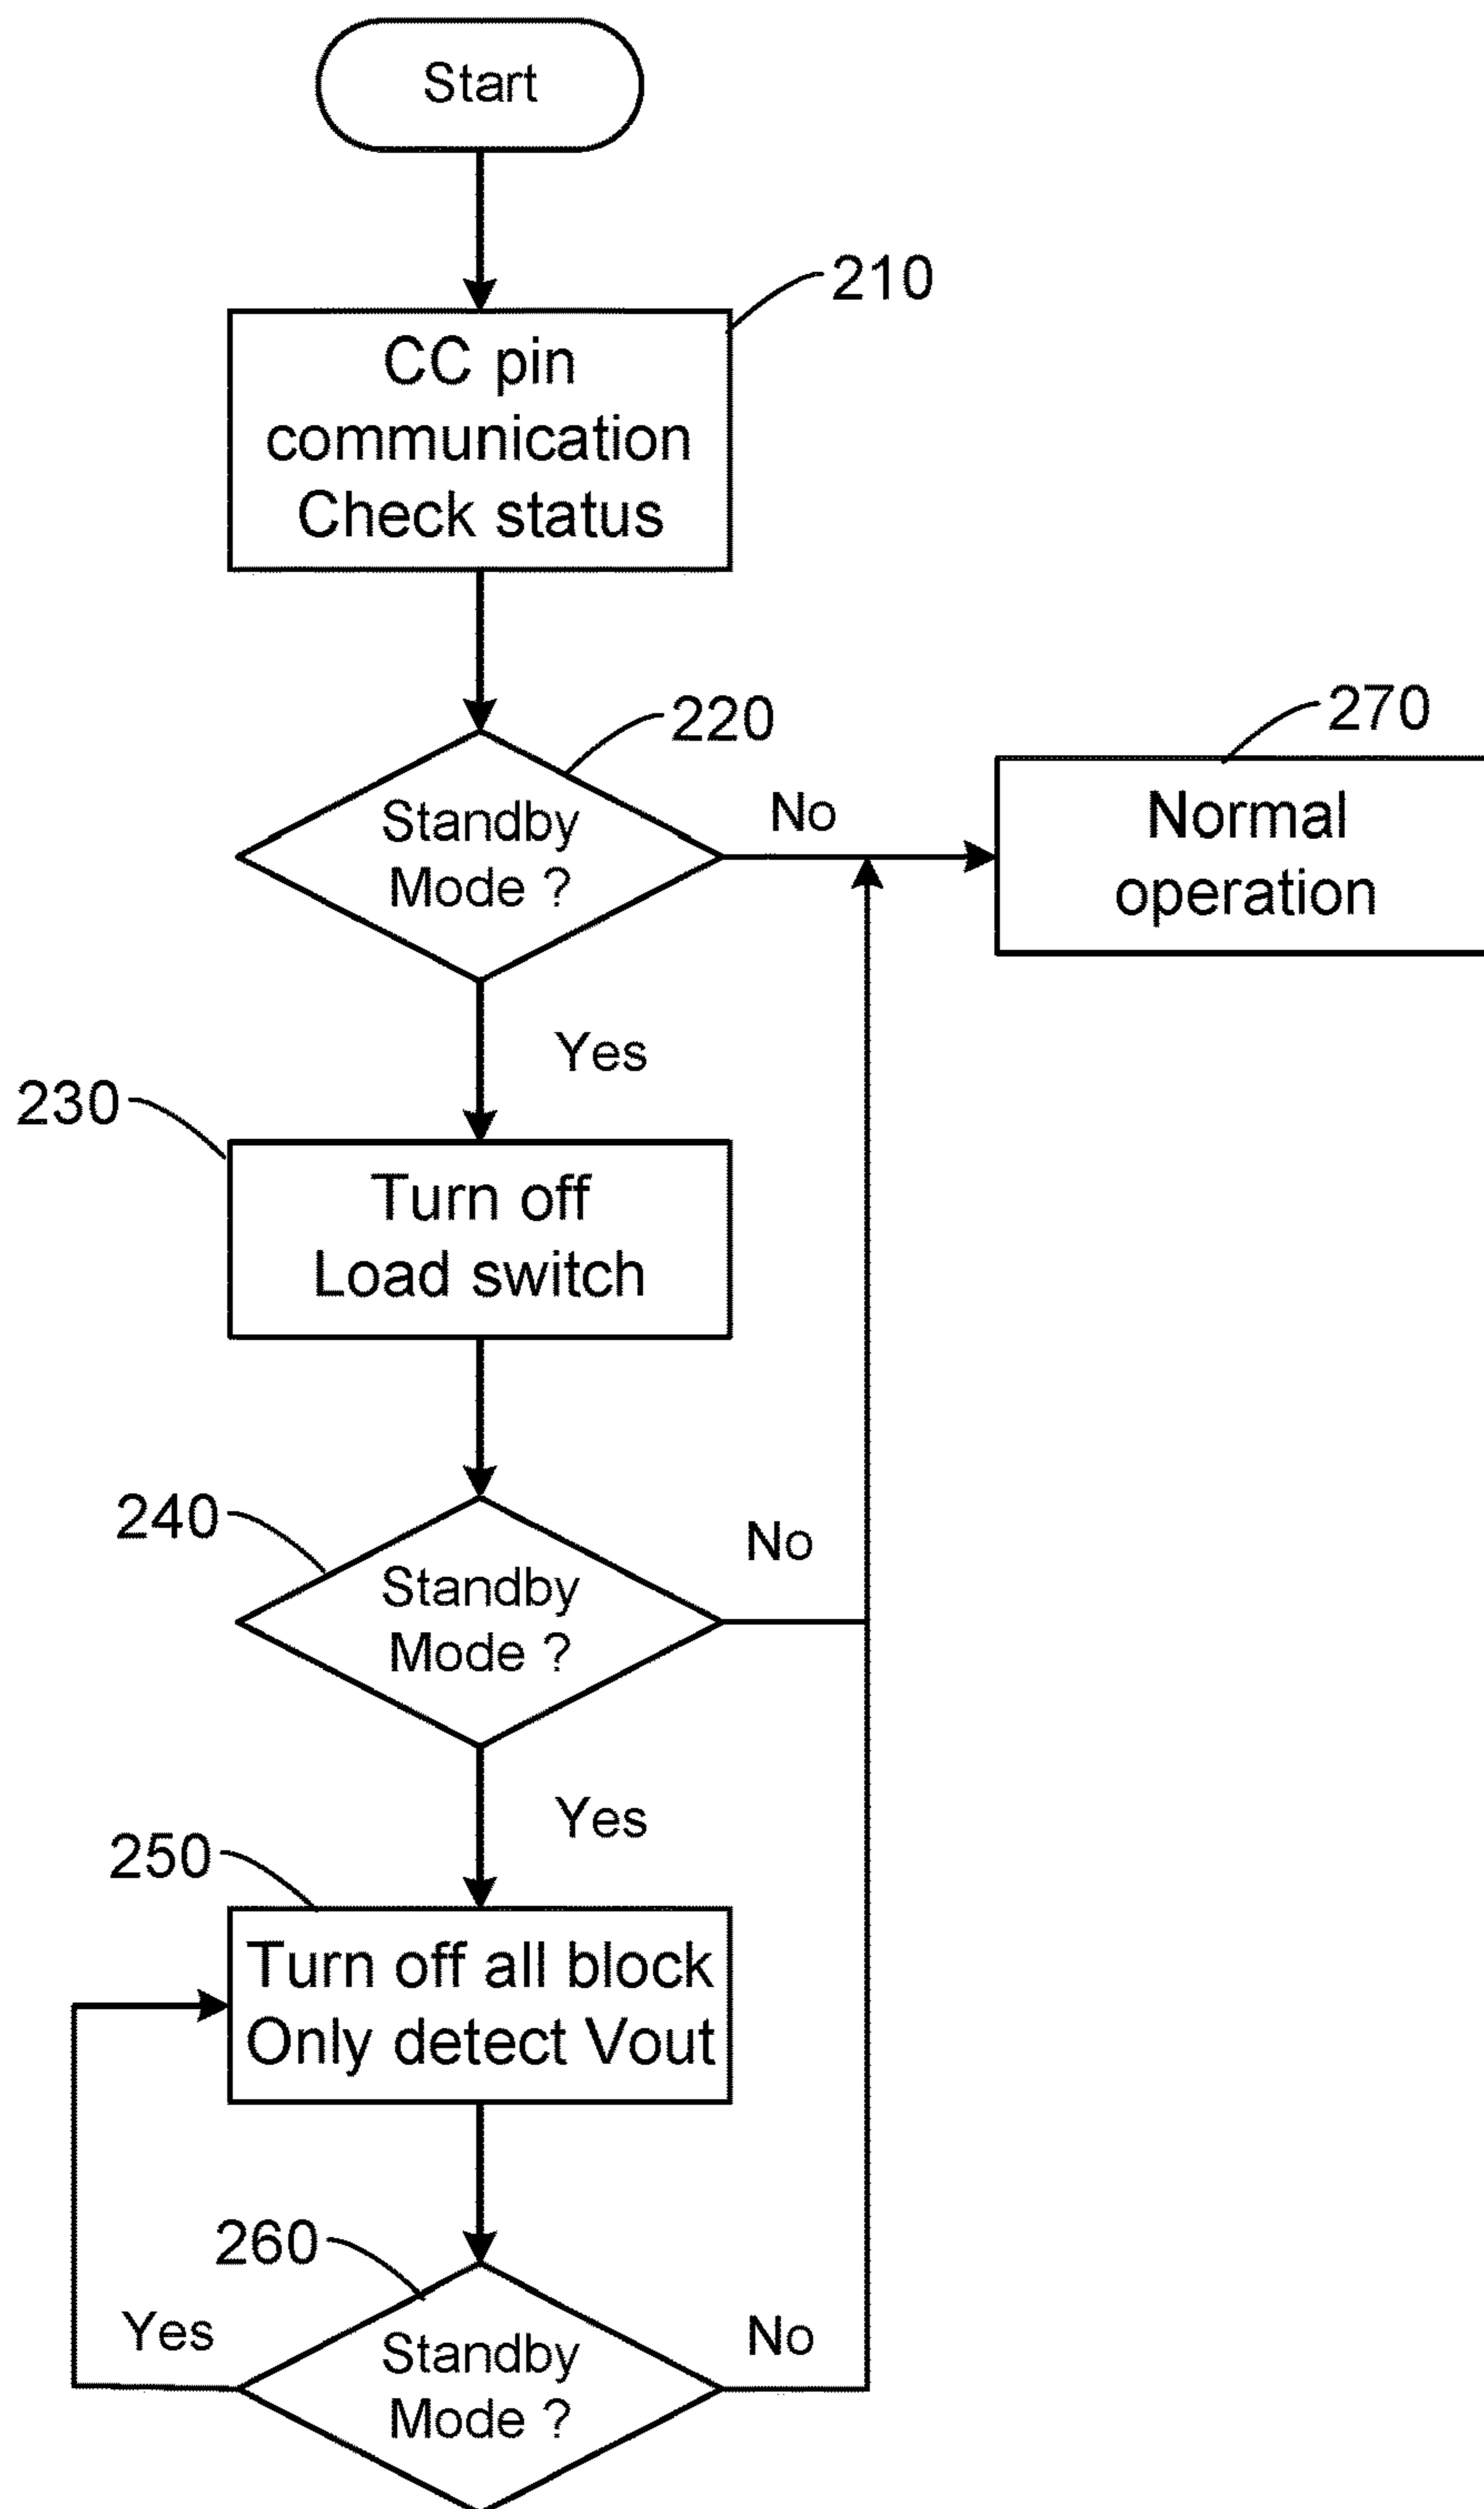 Start
210
CC pin
communication
Check status
220
270
Standby
Mode ?
No
Normal
operation
Yes
230
Turn off
Load switch
240
No
Standby
Mode ?
Yes
250
Turn off all block
Only detect Vout
260
Yes
No
Standby
Mode ?